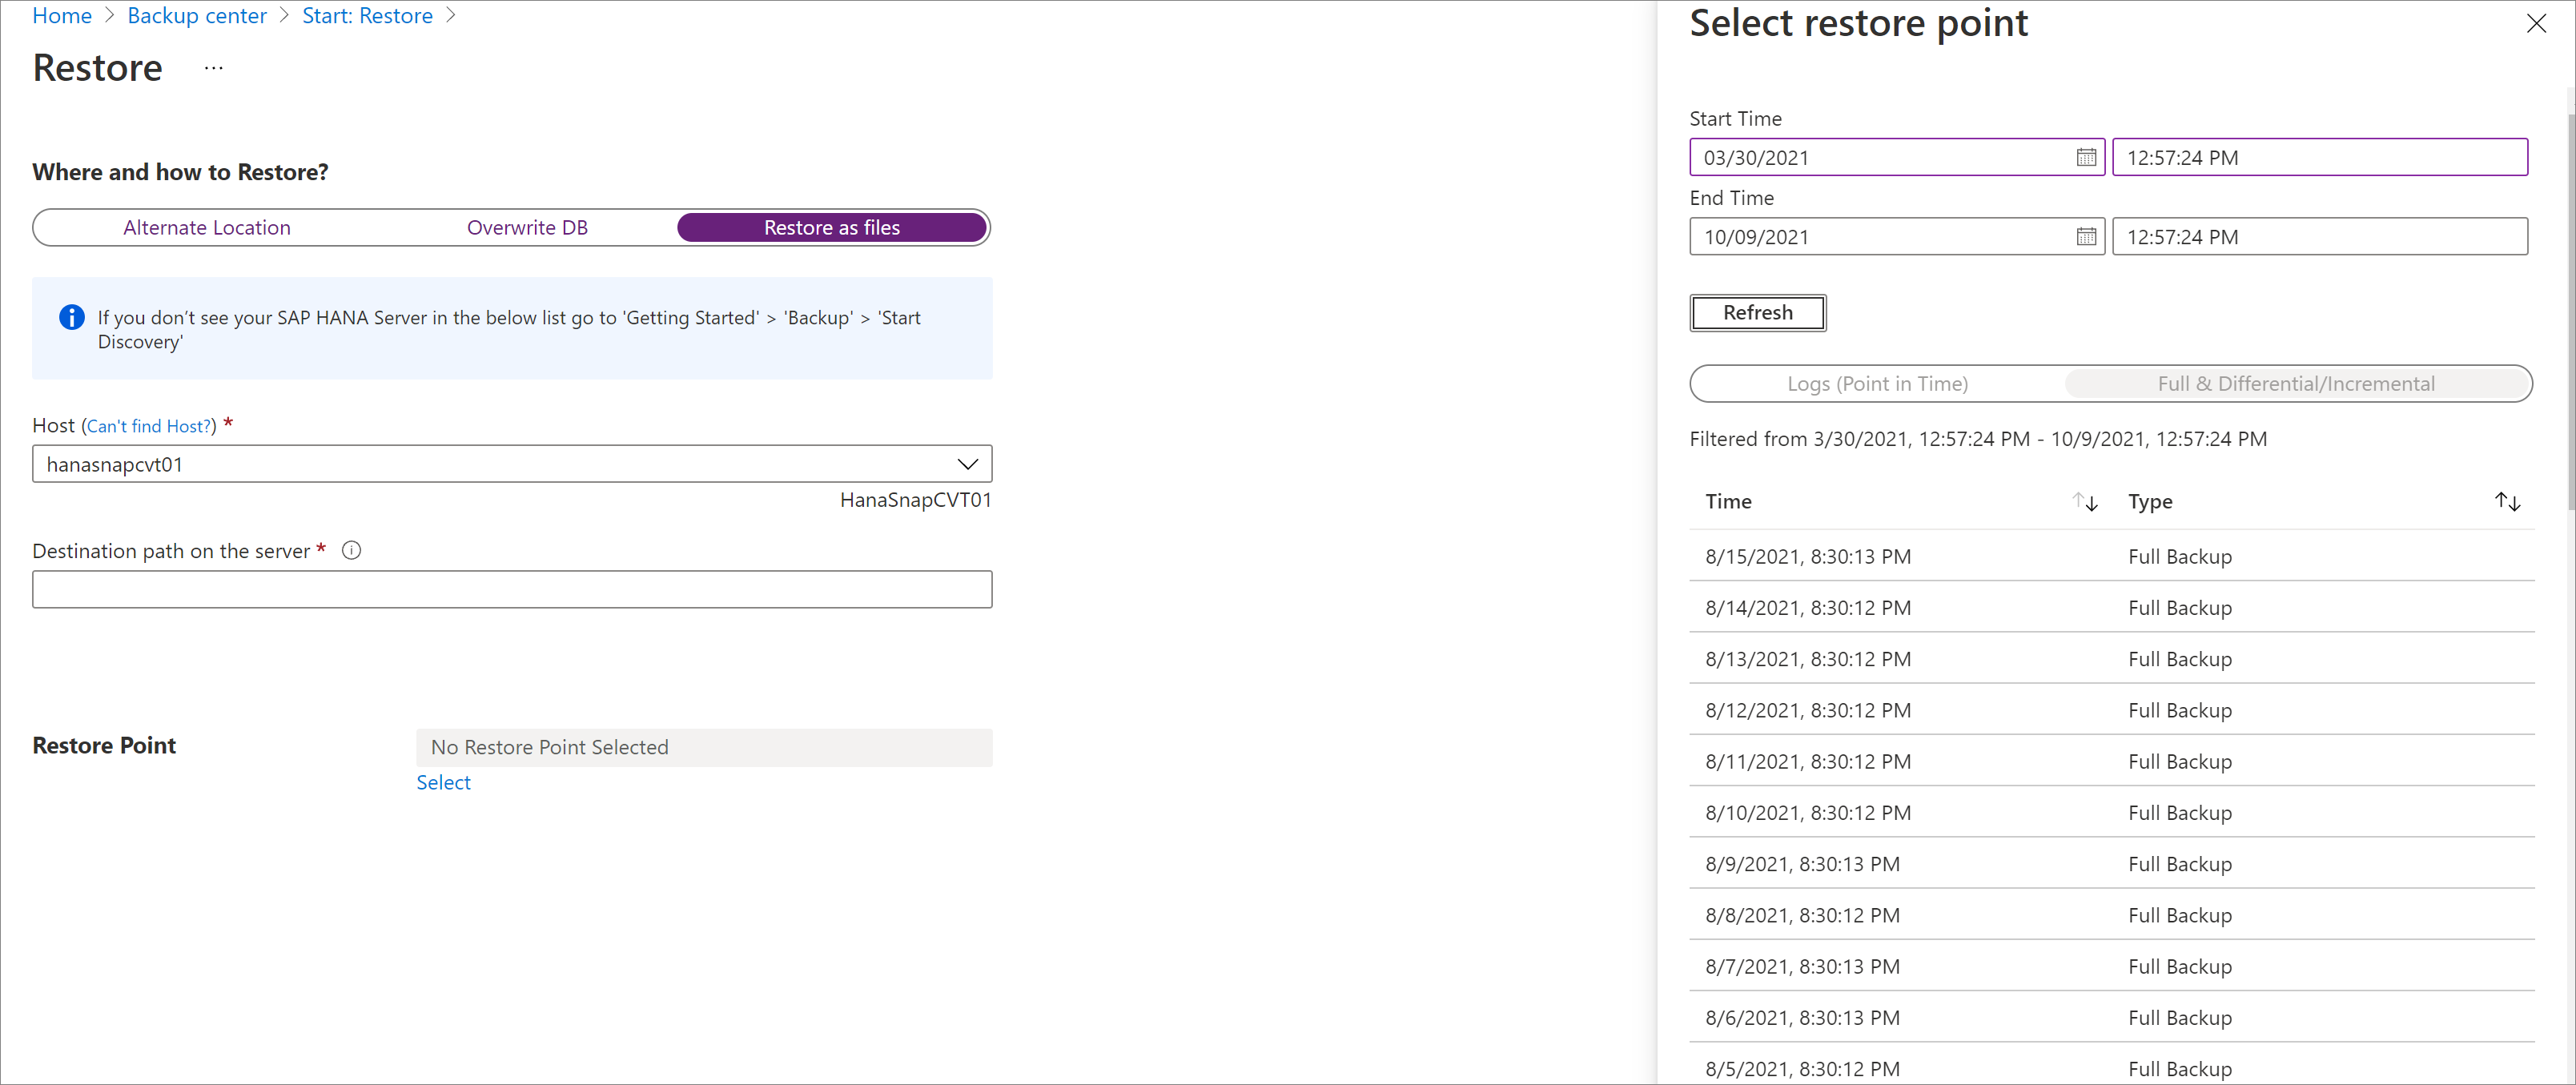 Home > Backup center > Start: Restore >
Restore ...
Where and how to Restore?
Alternate Location Overwrite DB Restore as files
If you don't see your SAP HANA Server in the below list go to 'Getting Started' > 'Backup' > 'Start
Discovery'
Host (Can't find Host?) *
hanasnapcvt01
HanaSnapCVT01
Destination path on the server *
Restore Point
No Restore Point Selected
Select
Select restore point
Start Time
03/30/2021 12:57:24 PM
End Time
10/09/2021 12:57:24 PM
Refresh
Logs (Point in Time) Full & Differential/Incremental
Filtered from 3/30/2021, 12:57:24 PM - 10/9/2021, 12:57:24 PM
Time Type
8/15/2021, 8:30:13 PM Full Backup
8/14/2021, 8:30:12 PM Full Backup
8/13/2021, 8:30:12 PM Full Backup
8/12/2021, 8:30:12 PM Full Backup
8/11/2021, 8:30:12 PM Full Backup
8/10/2021, 8:30:12 PM Full Backup
8/9/2021, 8:30:13 PM Full Backup
8/8/2021, 8:30:12 PM Full Backup
8/7/2021, 8:30:13 PM Full Backup
8/6/2021, 8:30:13 PM Full Backup
8/5/2021, 8:30:12 PM Full Backup